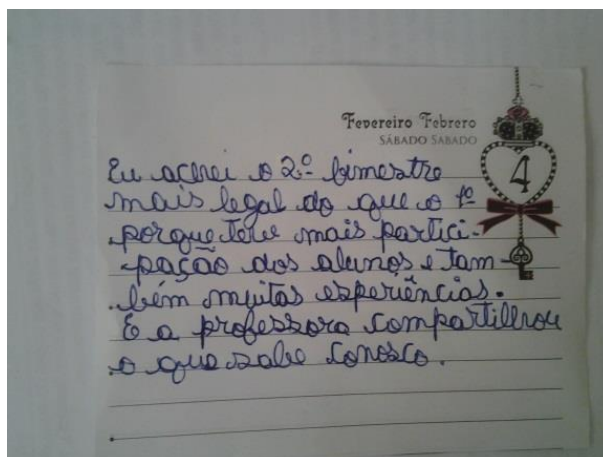 Fevereiro Febrero
SÁBADO SABADO
4
Eu achei o 2º bimestre
mais legal do que o 1º
porque teve mais partici-
-pação dos alunos e tam-
bém muitas experiências.
E a professora compartilhou
o que sabe conosco.